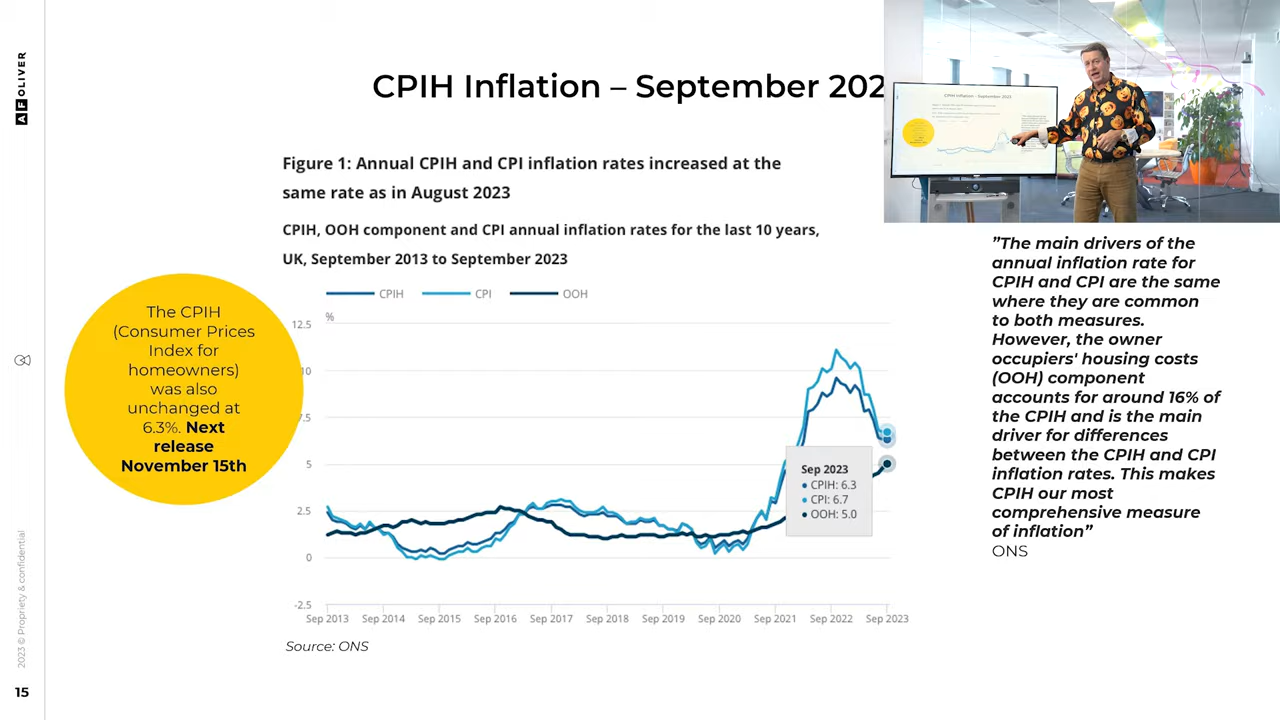 AF OLIVER
CPIH Inflation – September 202
CPIH Inflation - September 2023
Figure 1: Annual CPIH and CPI inflation rates increased at the
same rate as in August 2023
CPIH, OOH component and CPI annual inflation rates for the last 10 years,
UK, September 2013 to September 2023
CPIH CPI OOH
%
12.5
10
7.5
5
2.5
0
-2.5
Sep 2013 Sep 2014 Sep 2015 Sep 2016 Sep 2017 Sep 2018 Sep 2019 Sep 2020 Sep 2021 Sep 2022 Sep 2023
Sep 2023
CPIH: 6.3
CPI: 6.7
OOH: 5.0
Source: ONS
The CPIH
(Consumer Prices
Index for
homeowners)
was also
unchanged at
6.3%. Next
release
November 15th
”The main drivers of the
annual inflation rate for
CPIH and CPI are the same
where they are common
to both measures.
However, the owner
occupiers' housing costs
(OOH) component
accounts for around 16% of
the CPIH and is the main
driver for differences
between the CPIH and CPI
inflation rates. This makes
CPIH our most
comprehensive measure
of inflation”
ONS
2023 © Propriety & confidential
15